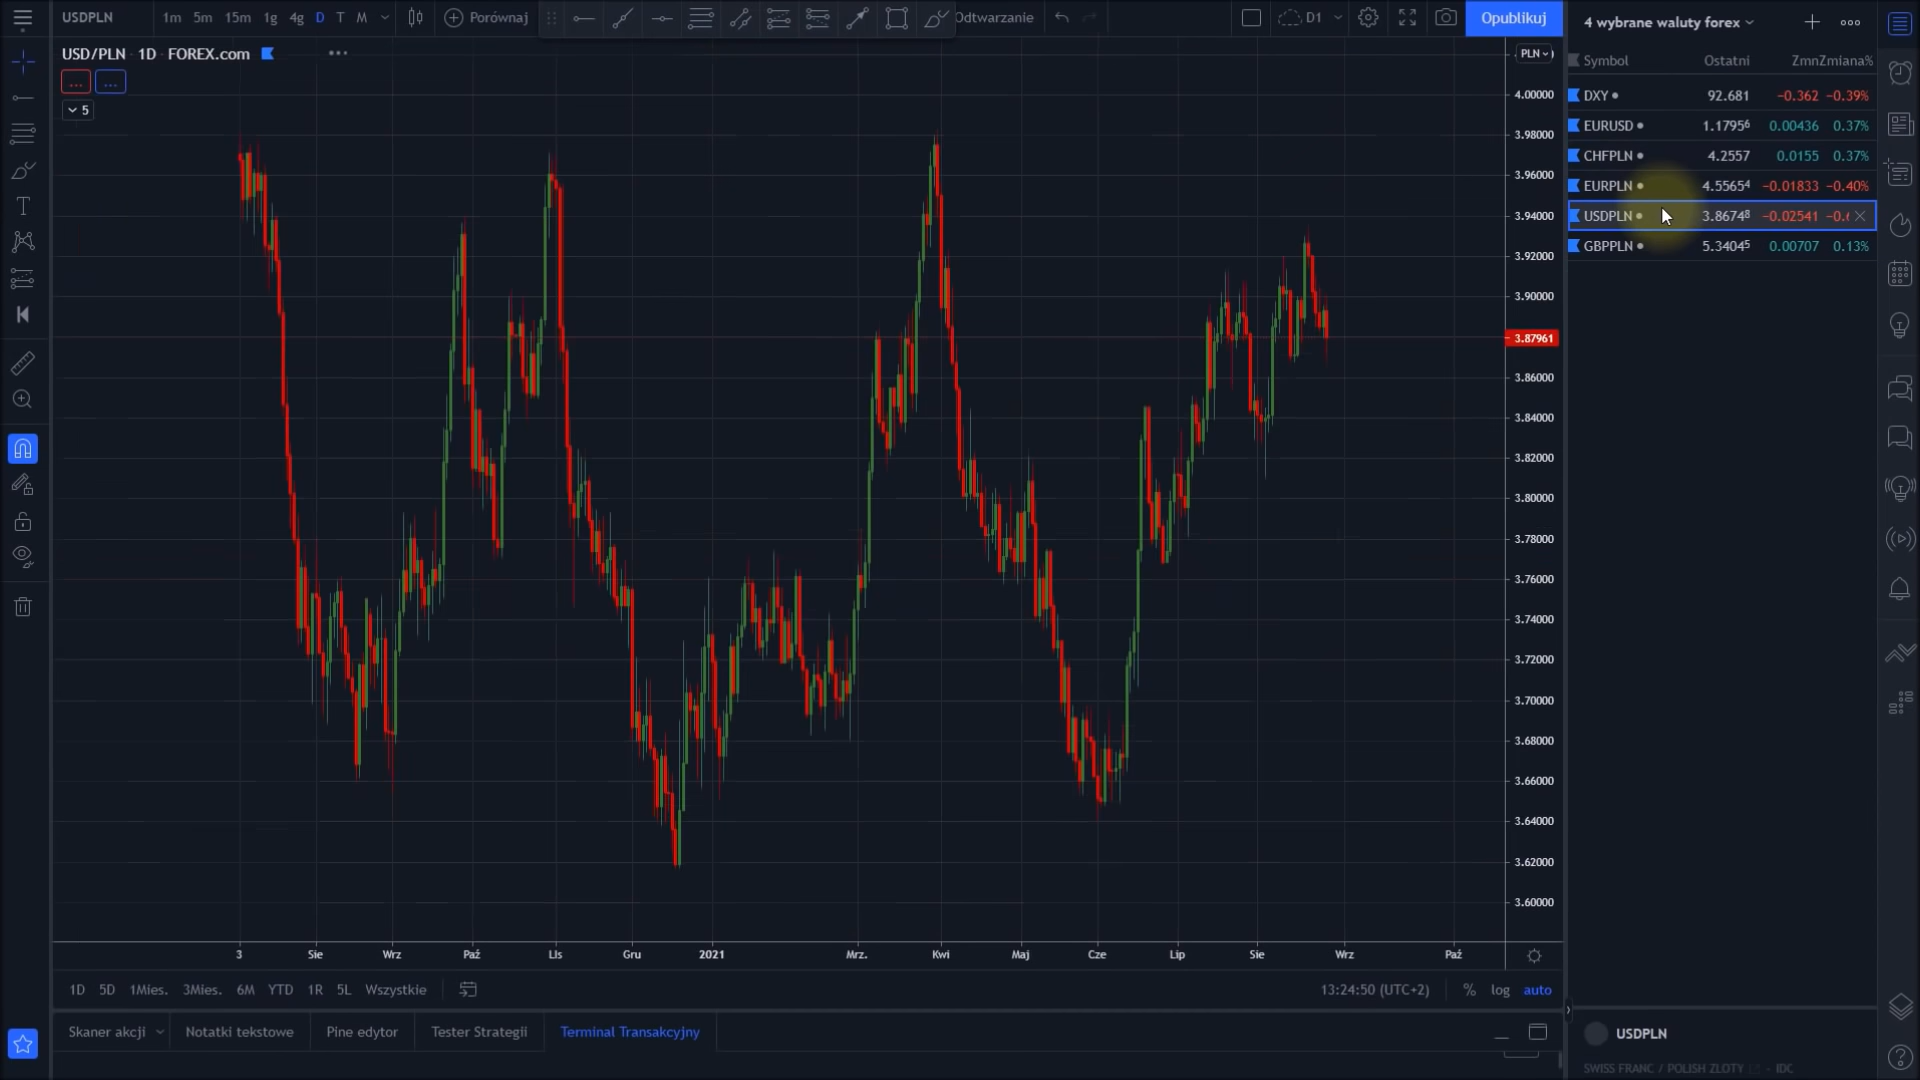 USDPLN 1m 5m 15m 1g 4g D T M Porównaj Odtwarzanie D1 Opublikuj 4 wybrane waluty forex
USD/PLN 1D FOREX.com
PLN
Symbol Ostatni Zmn Zmiana%
... ...
5
DXY 92.681 −0.362 −0.39%
EURUSD 1.17956 0.00436 0.37%
CHFPLN 4.2557 0.0155 0.37%
EURPLN 4.55654 −0.01833 −0.40%
USDPLN 3.86748 −0.02541
GBPPLN 5.34045 0.00707 0.13%
4.00000
3.98000
3.96000
3.94000
3.92000
3.90000
3.87961
3.86000
3.84000
3.82000
3.80000
3.78000
3.76000
3.74000
3.72000
3.70000
3.68000
3.66000
3.64000
3.62000
3.60000
3 Sie Wrz Paź Lis Gru 2021 Mrz. Kwi Maj Cze Lip Sie Wrz Paź
1D 5D 1Mies. 3Mies. 6M YTD 1R 5L Wszystkie 13:24:50 (UTC+2) % log auto
Skaner akcji Notatki tekstowe Pine edytor Tester Strategii Terminal Transakcyjny
USDPLN
SWISS FRANC / POLISH ZLOTY - IDC